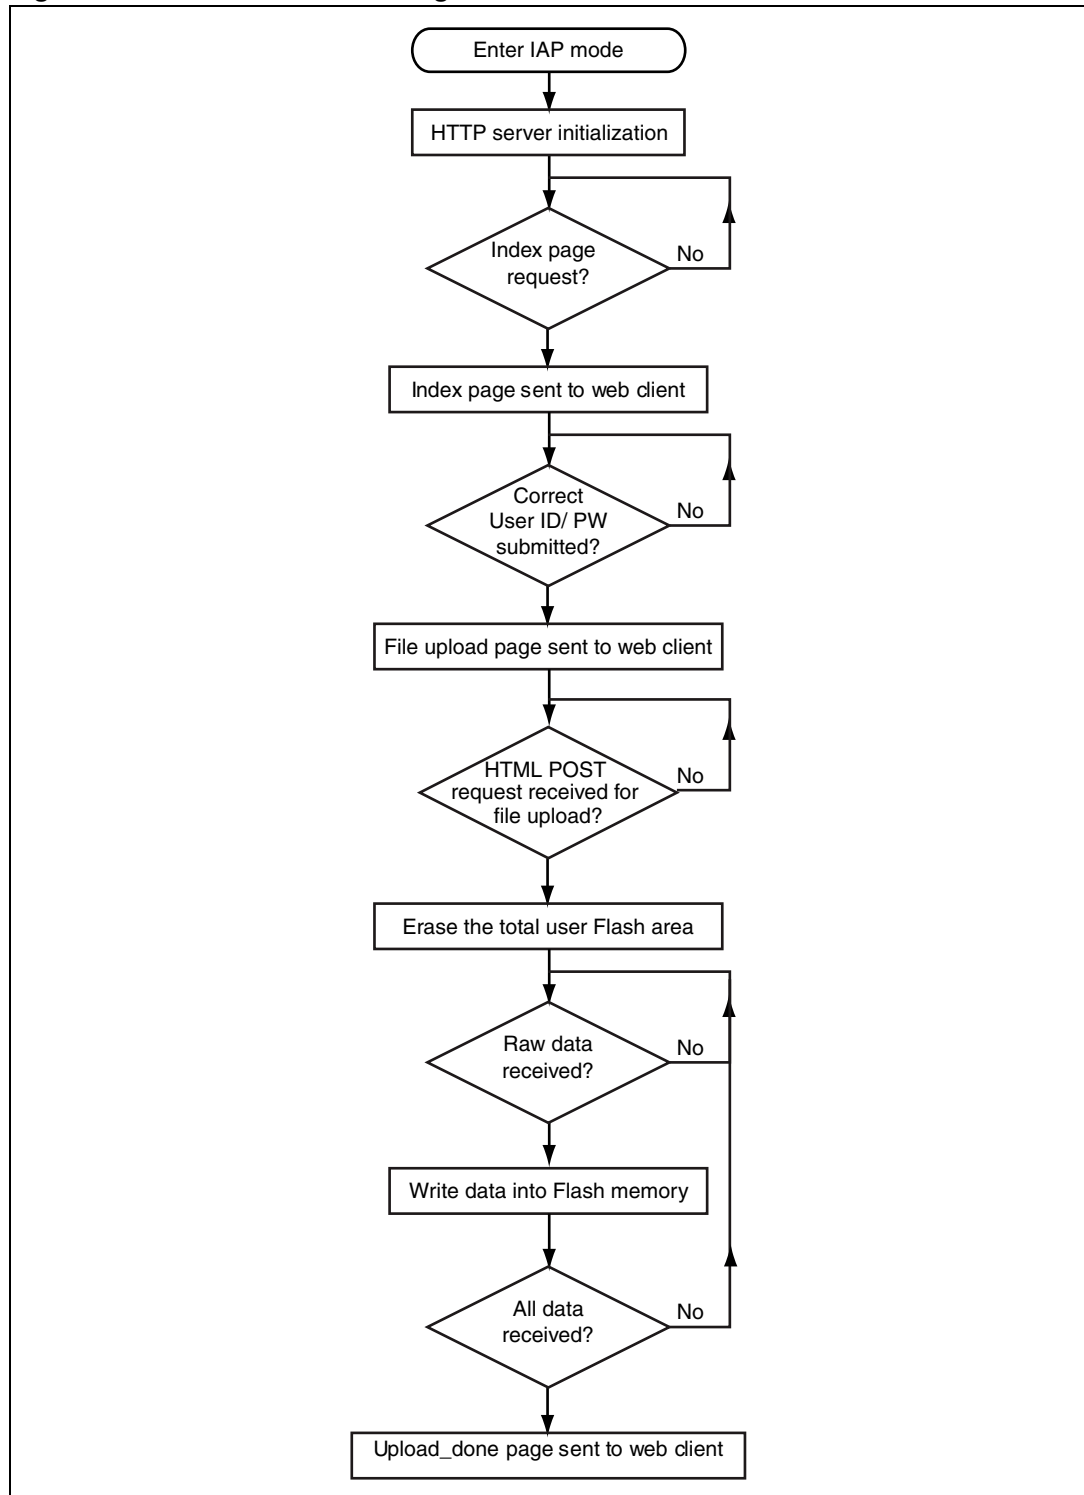 Enter IAP mode
HTTP server initialization
Index page
request?
No
Index page sent to web client
Correct
User ID/ PW
submitted?
No
File upload page sent to web client
HTML POST
request received for
file upload?
No
Erase the total user Flash area
Raw data
received?
No
Write data into Flash memory
All data
received?
No
Upload_done page sent to web client